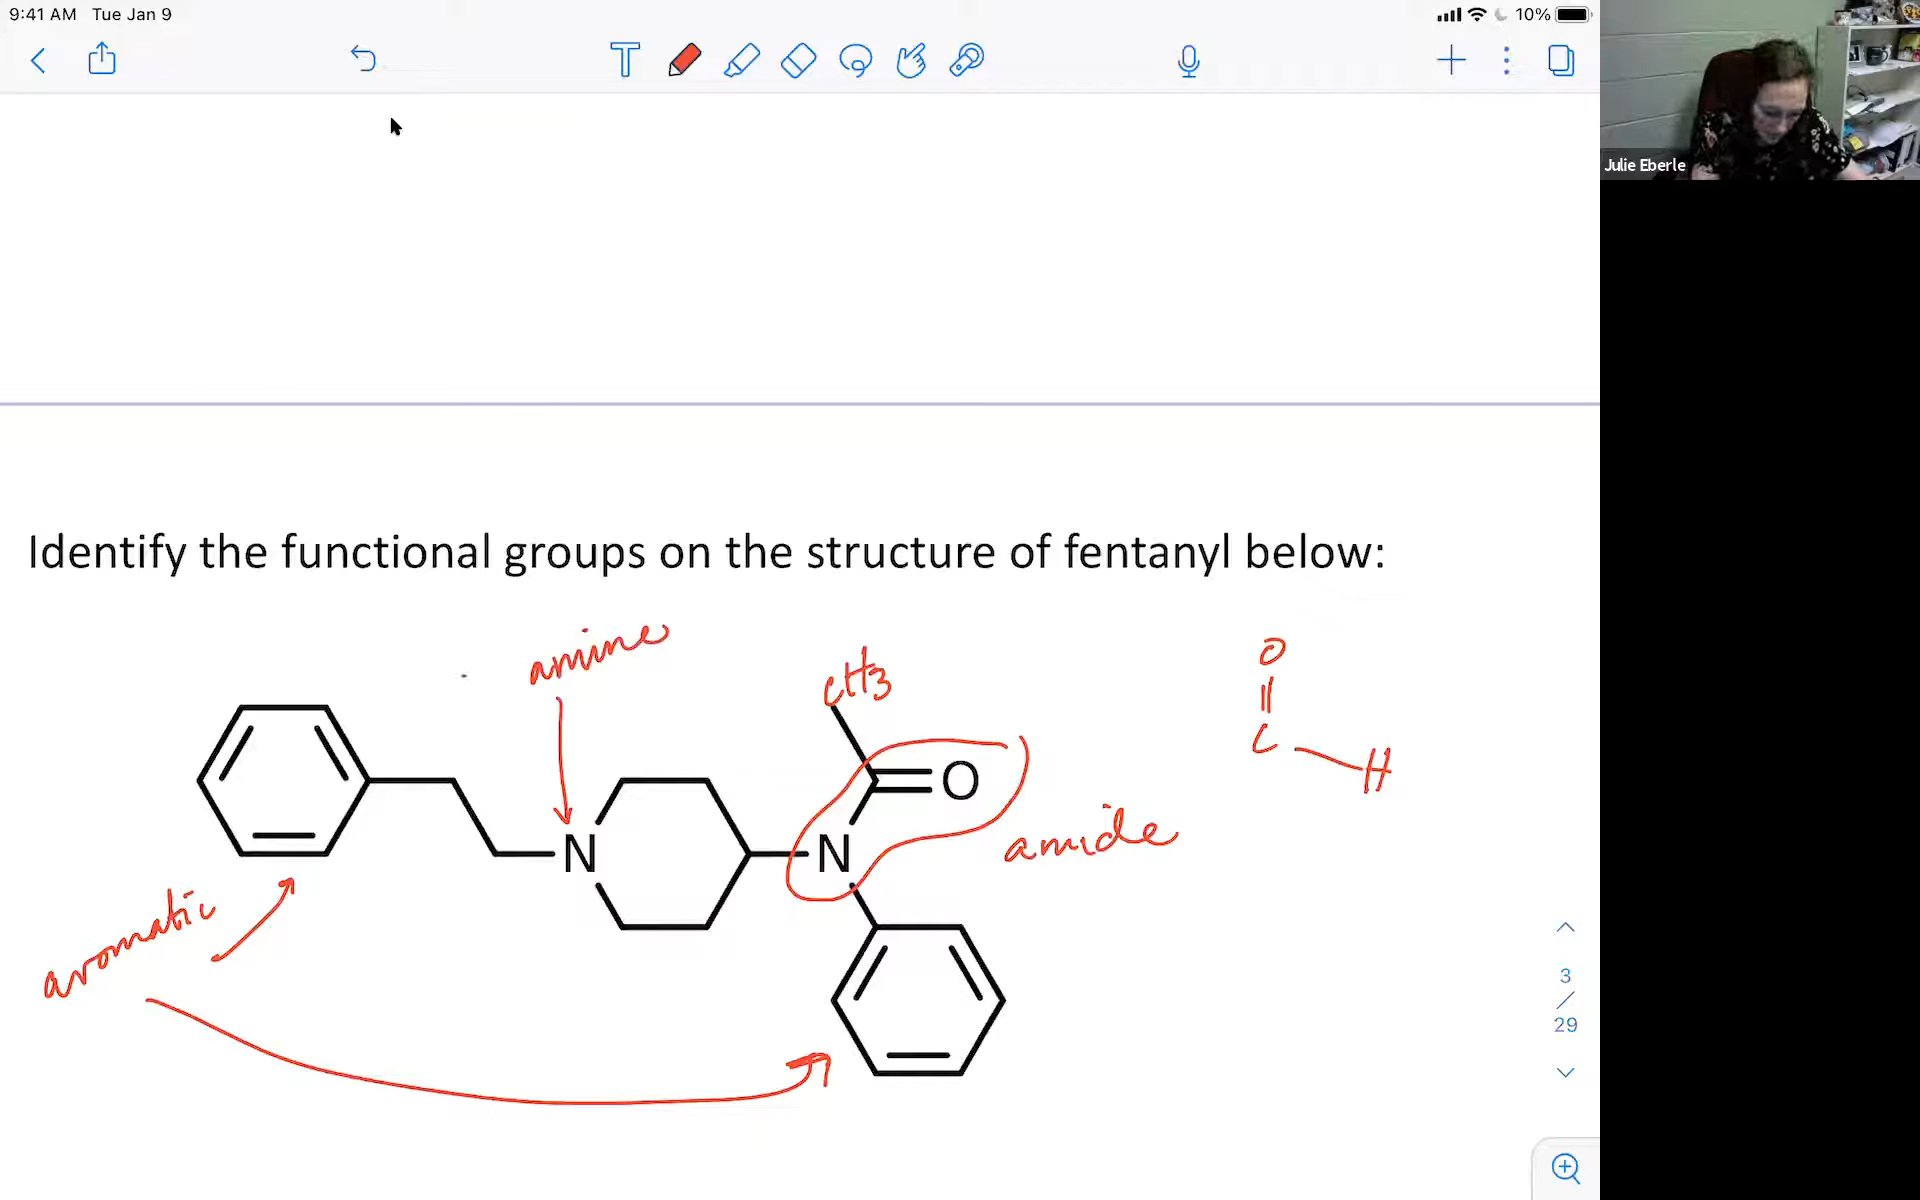 9:41 AM Tue Jan 9
10%
T
Julie Eberle
Identify the functional groups on the structure of fentanyl below:
amine
CH3
O
C
H
O
amide
N
N
aromatic
3
/
29